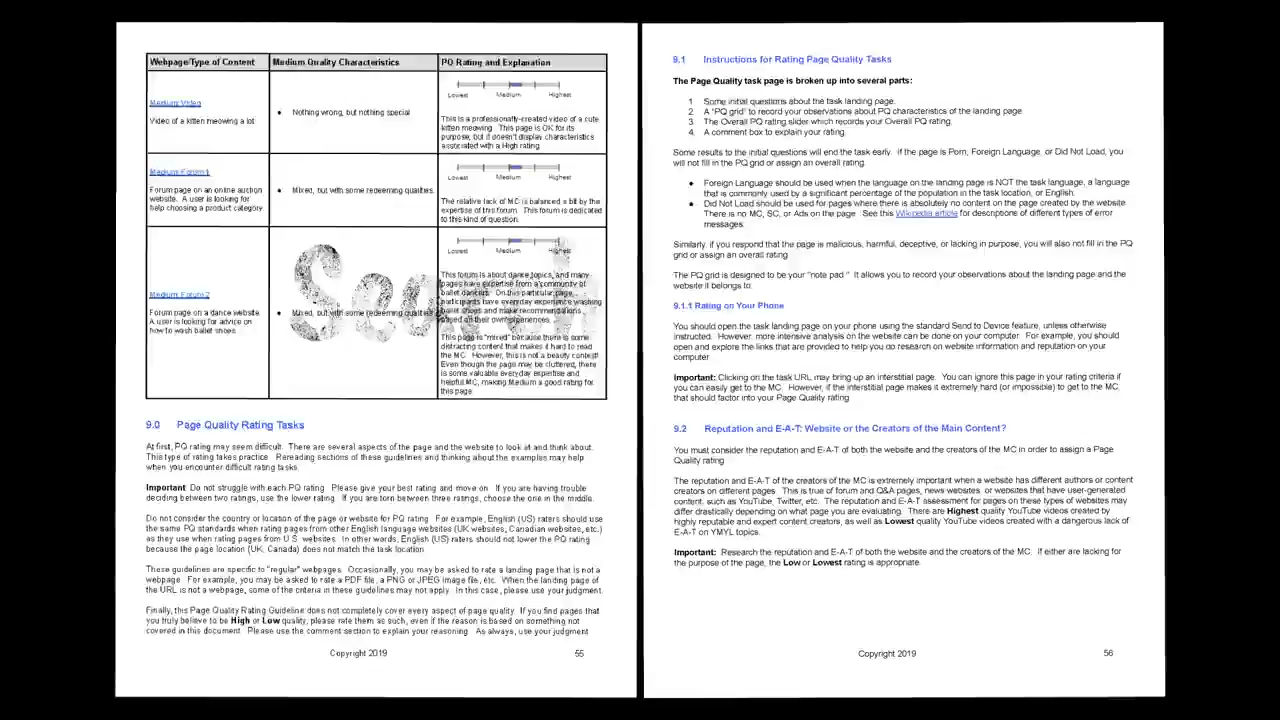 Webpage/Type of Content
Medium Quality Characteristics
PQ Rating and Explanation
Medium: Video
Video of a kitten meowing a lot
Nothing wrong, but nothing special
Lowest Medium Highest
This is a professionally-created video of a cute
kitten meowing. This page is OK for its
purpose, but it doesn't display characteristics
associated with a High rating.
Medium: Forum 1
Forum page on an online auction
website. A user is looking for
help choosing a product category.
Mixed, but with some redeeming qualities.
Lowest Medium Highest
The relative lack of MC is balanced a bit by the
expertise of this forum. This forum is dedicated
to this kind of question.
Medium: Forum 2
Forum page on a dance website.
A user is looking for advice on
how to wash ballet shoes.
Mixed, but with some redeeming qualities.
Lowest Medium Highest
This forum is about dance topics, and many
pages have expertise from a community of
ballet dancers. On this particular page,
participants have everyday experience washing
ballet shoes and make recommendations
based on their own experiences.
This page is "mixed" because there is some
distracting content that makes it hard to read
the MC. However, this is not a beauty contest!
Even though the page may be cluttered, there
is some valuable everyday expertise and
helpful MC, making Medium a good rating for
this page.
Search
9.0 Page Quality Rating Tasks
At first, PQ rating may seem difficult. There are several aspects of the page and the website to look at and think about.
This type of rating takes practice. Rereading sections of these guidelines and thinking about the examples may help
when you encounter difficult rating tasks.
Important: Do not struggle with each PQ rating. Please give your best rating and move on. If you are having trouble
deciding between two ratings, use the lower rating. If you are torn between three ratings, choose the one in the middle.
Do not consider the country or location of the page or website for PQ rating. For example, English (US) raters should use
the same PQ standards when rating pages from other English language websites (UK websites, Canadian websites, etc.)
as they use when rating pages from U.S. websites. In other words, English (US) raters should not lower the PQ rating
because the page location (UK, Canada) does not match the task location.
These guidelines are specific to "regular" webpages. Occasionally, you may be asked to rate a landing page that is not a
webpage. For example, you may be asked to rate a PDF file, a PNG or JPEG image file, etc. When the landing page of
the URL is not a webpage, some of the criteria in these guidelines may not apply. In this case, please use your judgment.
Finally, this Page Quality Rating Guideline does not completely cover every aspect of page quality. If you find pages that
you truly believe to be High or Low quality, please rate them as such, even if the reason is based on something not
covered in this document. Please use the comment section to explain your reasoning. As always, use your judgment
Copyright 2019 55
9.1 Instructions for Rating Page Quality Tasks
The Page Quality task page is broken up into several parts:
1. Some initial questions about the task landing page.
2. A "PQ grid" to record your observations about PQ characteristics of the landing page.
3. The Overall PQ rating slider which records your Overall PQ rating.
4. A comment box to explain your rating.
Some results to the initial questions will end the task early. If the page is Porn, Foreign Language, or Did Not Load, you
will not fill in the PQ grid or assign an overall rating.
Foreign Language should be used when the language on the landing page is NOT the task language, a language
that is commonly used by a significant percentage of the population in the task location, or English.
Did Not Load should be used for pages where there is absolutely no content on the page created by the website.
There is no MC, SC, or Ads on the page. See this Wikipedia article for descriptions of different types of error
messages.
Similarly, if you respond that the page is malicious, harmful, deceptive, or lacking in purpose, you will also not fill in the PQ
grid or assign an overall rating.
The PQ grid is designed to be your "note pad." It allows you to record your observations about the landing page and the
website it belongs to.
9.1.1 Rating on Your Phone
You should open the task landing page on your phone using the standard Send to Device feature, unless otherwise
instructed. However, more intensive analysis on the website can be done on your computer. For example, you should
open and explore the links that are provided to help you do research on website information and reputation on your
computer.
Important: Clicking on the task URL may bring up an interstitial page. You can ignore this page in your rating criteria if
you can easily get to the MC. However, if the interstitial page makes it extremely hard (or impossible) to get to the MC,
that should factor into your Page Quality rating.
9.2 Reputation and E-A-T: Website or the Creators of the Main Content?
You must consider the reputation and E-A-T of both the website and the creators of the MC in order to assign a Page
Quality rating.
The reputation and E-A-T of the creators of the MC is extremely important when a website has different authors or content
creators on different pages. This is true of forum and Q&A pages, news websites, or websites that have user-generated
content, such as YouTube, Twitter, etc. The reputation and E-A-T assessment for pages on these types of websites may
differ drastically depending on what page you are evaluating. There are Highest quality YouTube videos created by
highly reputable and expert content creators, as well as Lowest quality YouTube videos created with a dangerous lack of
E-A-T on YMYL topics.
Important: Research the reputation and E-A-T of both the website and the creators of the MC. If either are lacking for
the purpose of the page, the Low or Lowest rating is appropriate.
Copyright 2019 56